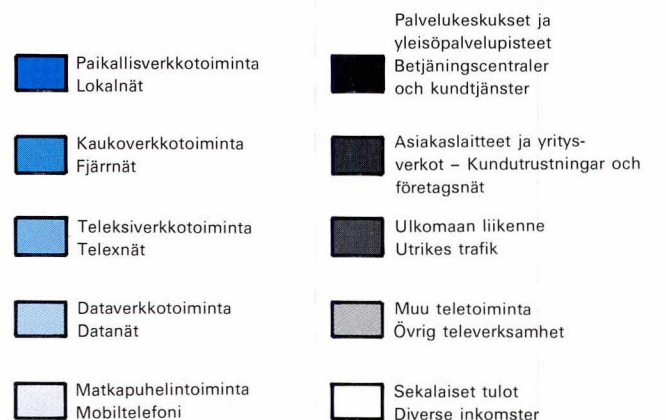 Paikallisverkkotoiminta
Lokalnät
Kaukoverkkotoiminta
Fjärrnät
Teleksiverkkotoiminta
Telexnät
Dataverkkotoiminta
Datanät
Matkapuhelintoiminta
Mobiltelefoni
Palvelukeskukset ja
yleisöpalvelupisteet
Betjäningscentraler
och kundtjänster
Asiakaslaitteet ja yritys-
verkot – Kundutrustningar och
företagsnät
Ulkomaan liikenne
Utrikes trafik
Muu teletoiminta
Övrig televerksamhet
Sekalaiset tulot
Diverse inkomster